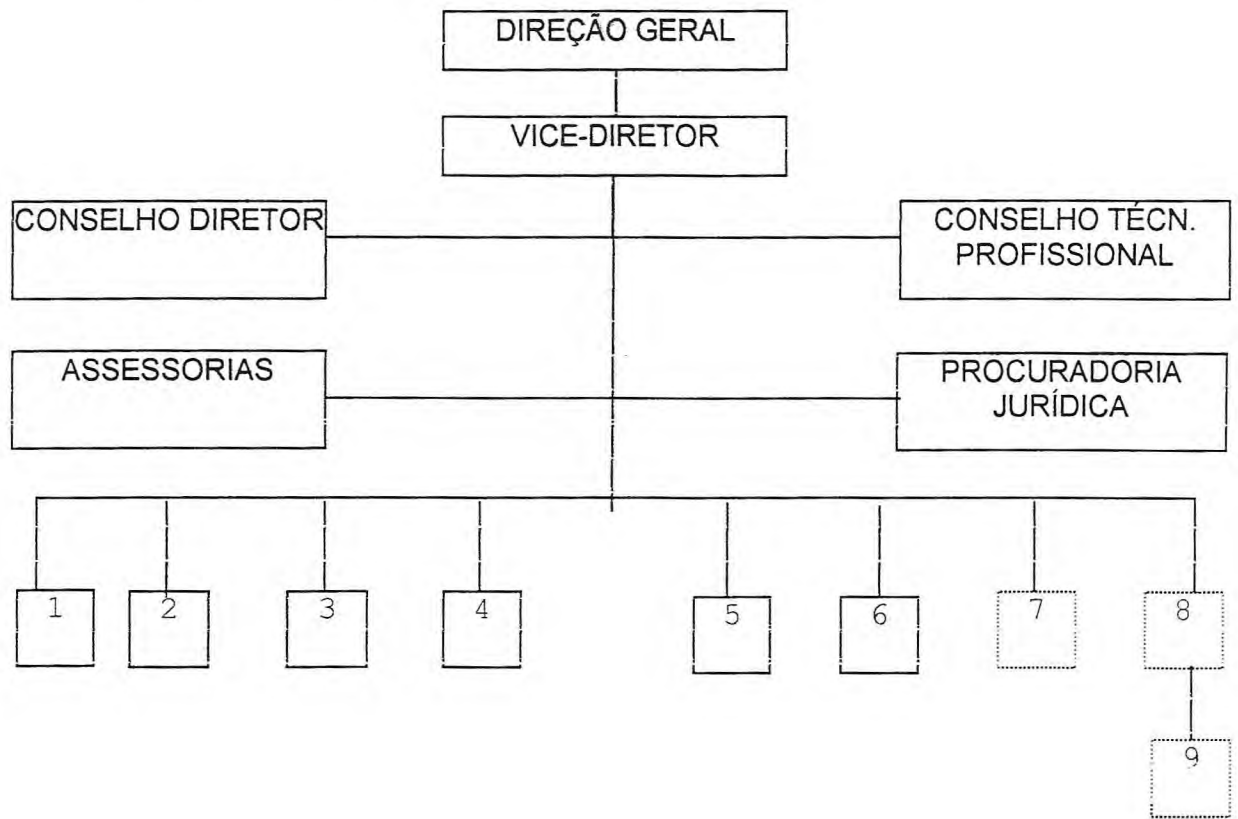 DIREÇÃO GERAL
VICE-DIRETOR
CONSELHO DIRETOR
CONSELHO TÉCN.
PROFISSIONAL
ASSESSORIAS
PROCURADORIA
JURÍDICA
1
2
3
4
5
6
7
8
9